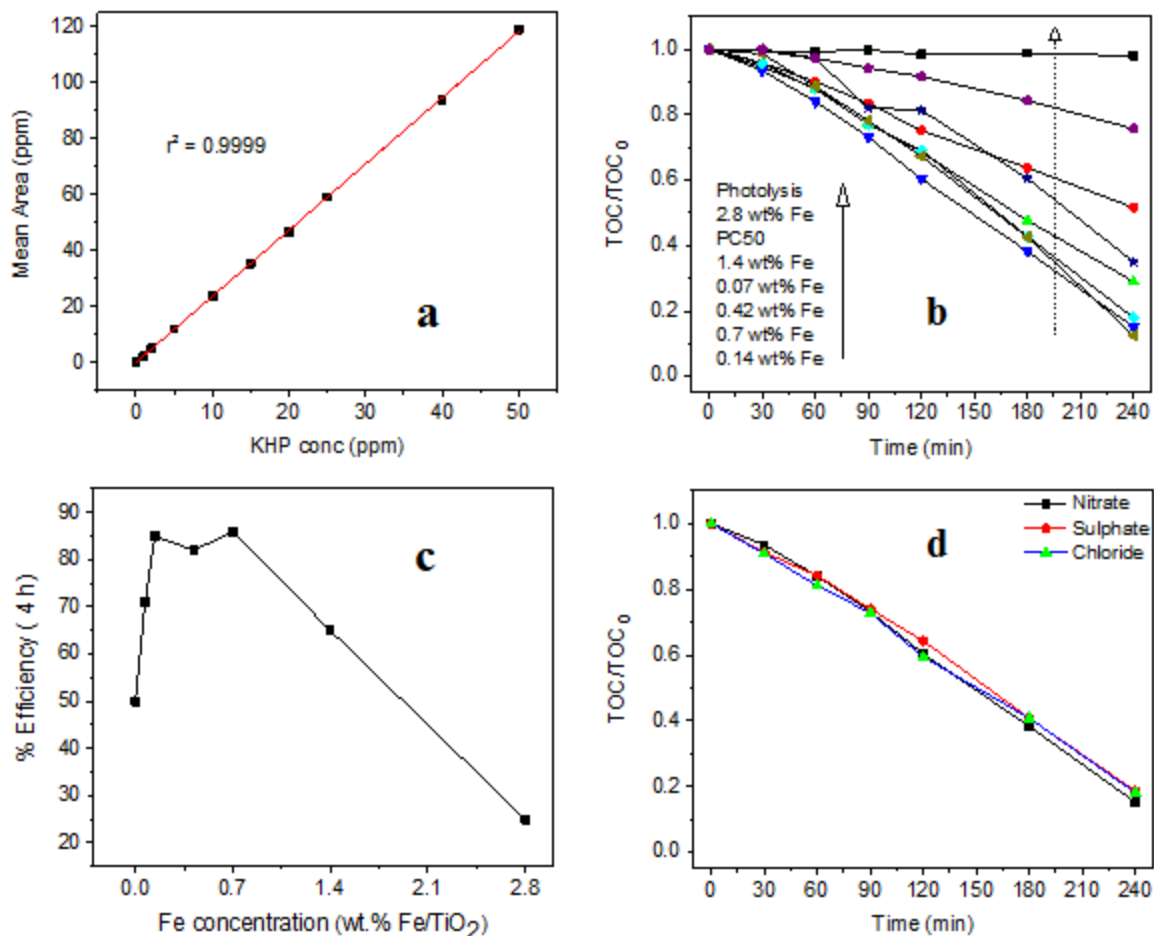 120
100
80
60
40
20
0
Mean Area (ppm)
r² = 0.9999
a
0 10 20 30 40 50
KHP conc (ppm)
1.0
0.8
0.6
0.4
0.2
0.0
TOC/TOC₀
Photolysis
2.8 wt% Fe
PC50
1.4 wt% Fe
0.07 wt% Fe
0.42 wt% Fe
0.7 wt% Fe
0.14 wt% Fe
b
0 30 60 90 120 150 180 210 240
Time (min)
90
80
70
60
50
40
30
20
% Efficiency ( 4 h)
c
0.0 0.7 1.4 2.1 2.8
Fe concentration (wt.% Fe/TiO₂)
1.0
0.8
0.6
0.4
0.2
0.0
TOC/TOC₀
d
Nitrate
Sulphate
Chloride
0 30 60 90 120 150 180 210 240
Time (min)